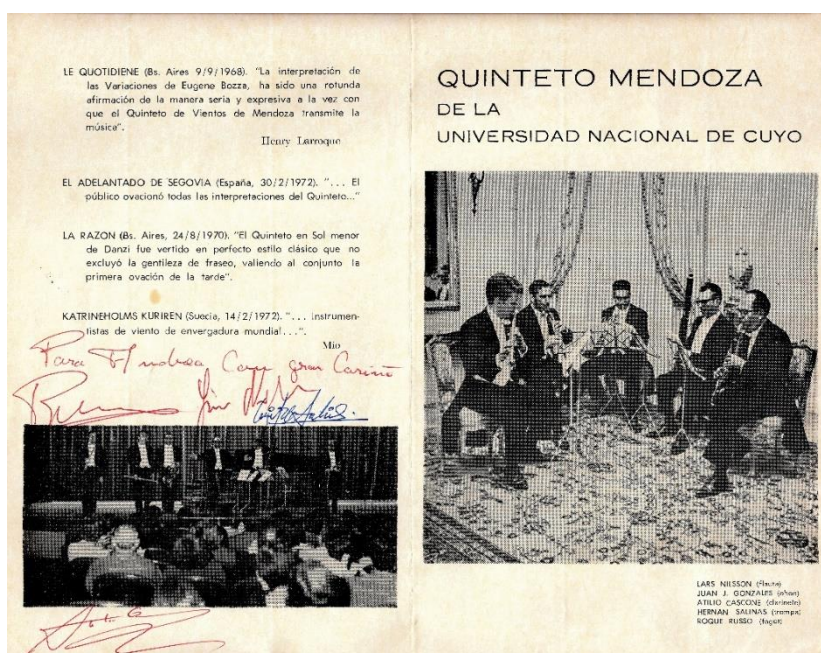 LE QUOTIDIENE (Bs. Aires 9/9/1968). "La interpretación de
las Variaciones de Eugene Bozza, ha sido una rotunda
afirmación de la manera seria y expresiva a la vez con
que el Quinteto de Vientos de Mendoza transmite la
música".
Henry Larroque
EL ADELANTADO DE SEGOVIA (España, 30/2/1972). "... El
público ovacionó todas las interpretaciones del Quinteto..."
LA RAZON (Bs. Aires, 24/8/1970). "El Quinteto en Sol menor
de Danzi fue vertido en perfecto estilo clásico que no
excluyó la gentileza de fraseo, valiendo al conjunto la
primera ovación de la tarde".
KATRINEHOLMS KURIREN (Suecia, 14/2/1972). "... instrumen-
tistas de viento de envergadura mundial...".
Mio
Para Con gran Cariño
QUINTETO MENDOZA
DE LA
UNIVERSIDAD NACIONAL DE CUYO
LARS NILSSON (flauta)
JUAN J. GONZALES (oboe)
ATILIO CASCONE (clarinete)
HERNAN SALINAS (trompa)
ROQUE RUSSO (fagot)